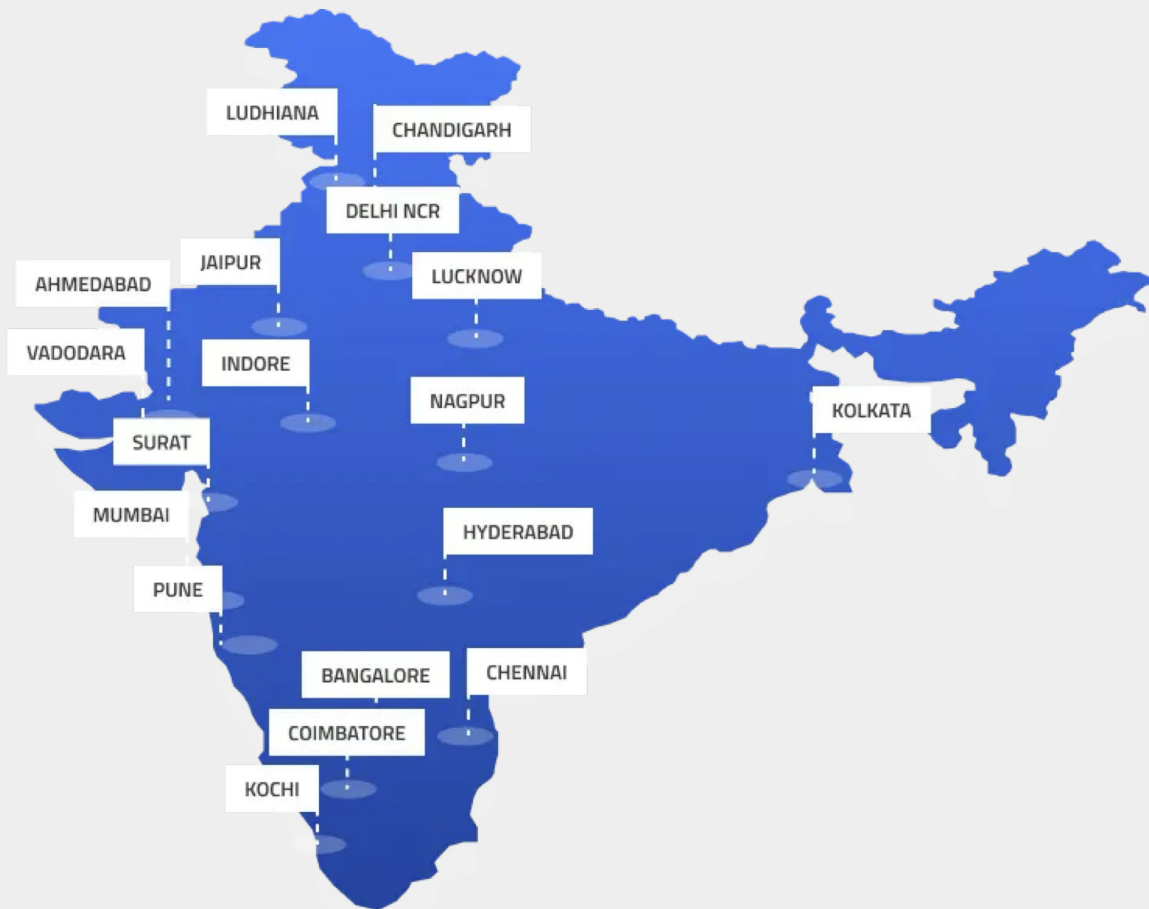 LUDHIANA
CHANDIGARH
DELHI NCR
JAIPUR
LUCKNOW
AHMEDABAD
VADODARA
INDORE
NAGPUR
KOLKATA
SURAT
MUMBAI
HYDERABAD
PUNE
BANGALORE
CHENNAI
COIMBATORE
KOCHI